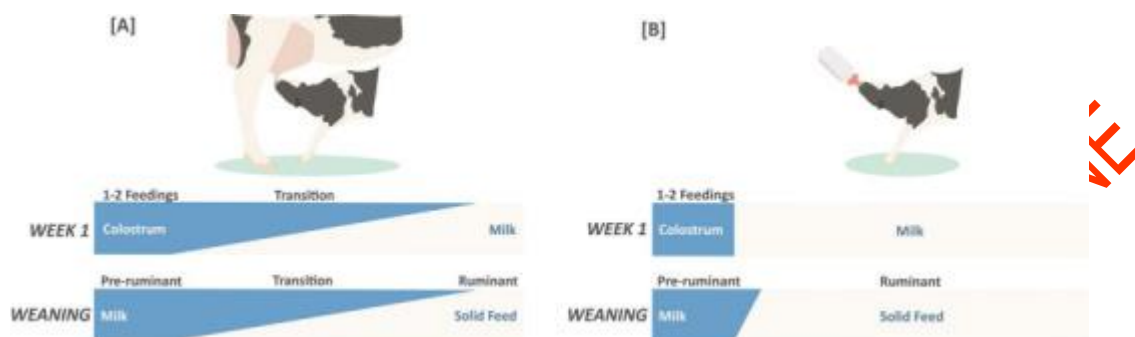 [A]
1-2 Feedings Transition
WEEK 1 Colostrum Milk
Pre-ruminant Transition Ruminant
WEANING Milk Solid Feed
[B]
1-2 Feedings
WEEK 1 Colostrum Milk
Pre-ruminant Ruminant
WEANING Milk Solid Feed